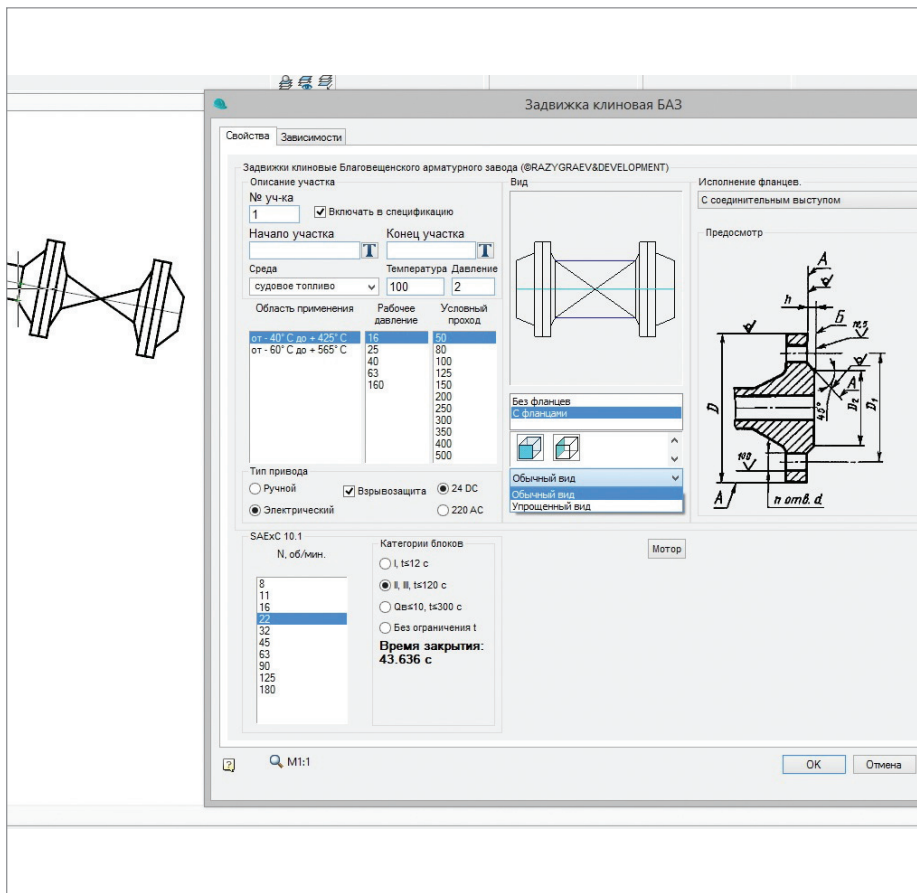 Задвижка клиновая БАЗ
Свойства Зависимости
Задвижки клиновые Благовещенского арматурного завода (©RAZYGRAEV&DEVELOPMENT)
Описание участка
№ уч-ка
1
Включать в спецификацию
Начало участка Конец участка
T T
Среда Температура Давление
судовое топливо 100 2
Область применения Рабочее давление Условный проход
от - 40° С до + 425° С
от - 60° С до + 565° С
16
25
40
63
160
50
80
100
125
150
200
250
300
350
400
500
Тип привода
Ручной
Взрывозащита
24 DC
Электрический
220 AC
Вид
Без фланцев
С фланцами
Обычный вид
Обычный вид
Упрощенный вид
Исполнение фланцев.
С соединительным выступом
Предосмотр
А
h
Б
12,5
А
45°
D
D₂
D₁
100
А
n отв. d
SAExC 10.1
N, об/мин.
8
11
16
22
32
45
63
90
125
180
Категории блоков
I, t≤12 с
II, III, t≤120 с
Qв≤10, t≤300 с
Без ограничения t
Время закрытия:
43.636 с
Мотор
M1:1
OK Отмена